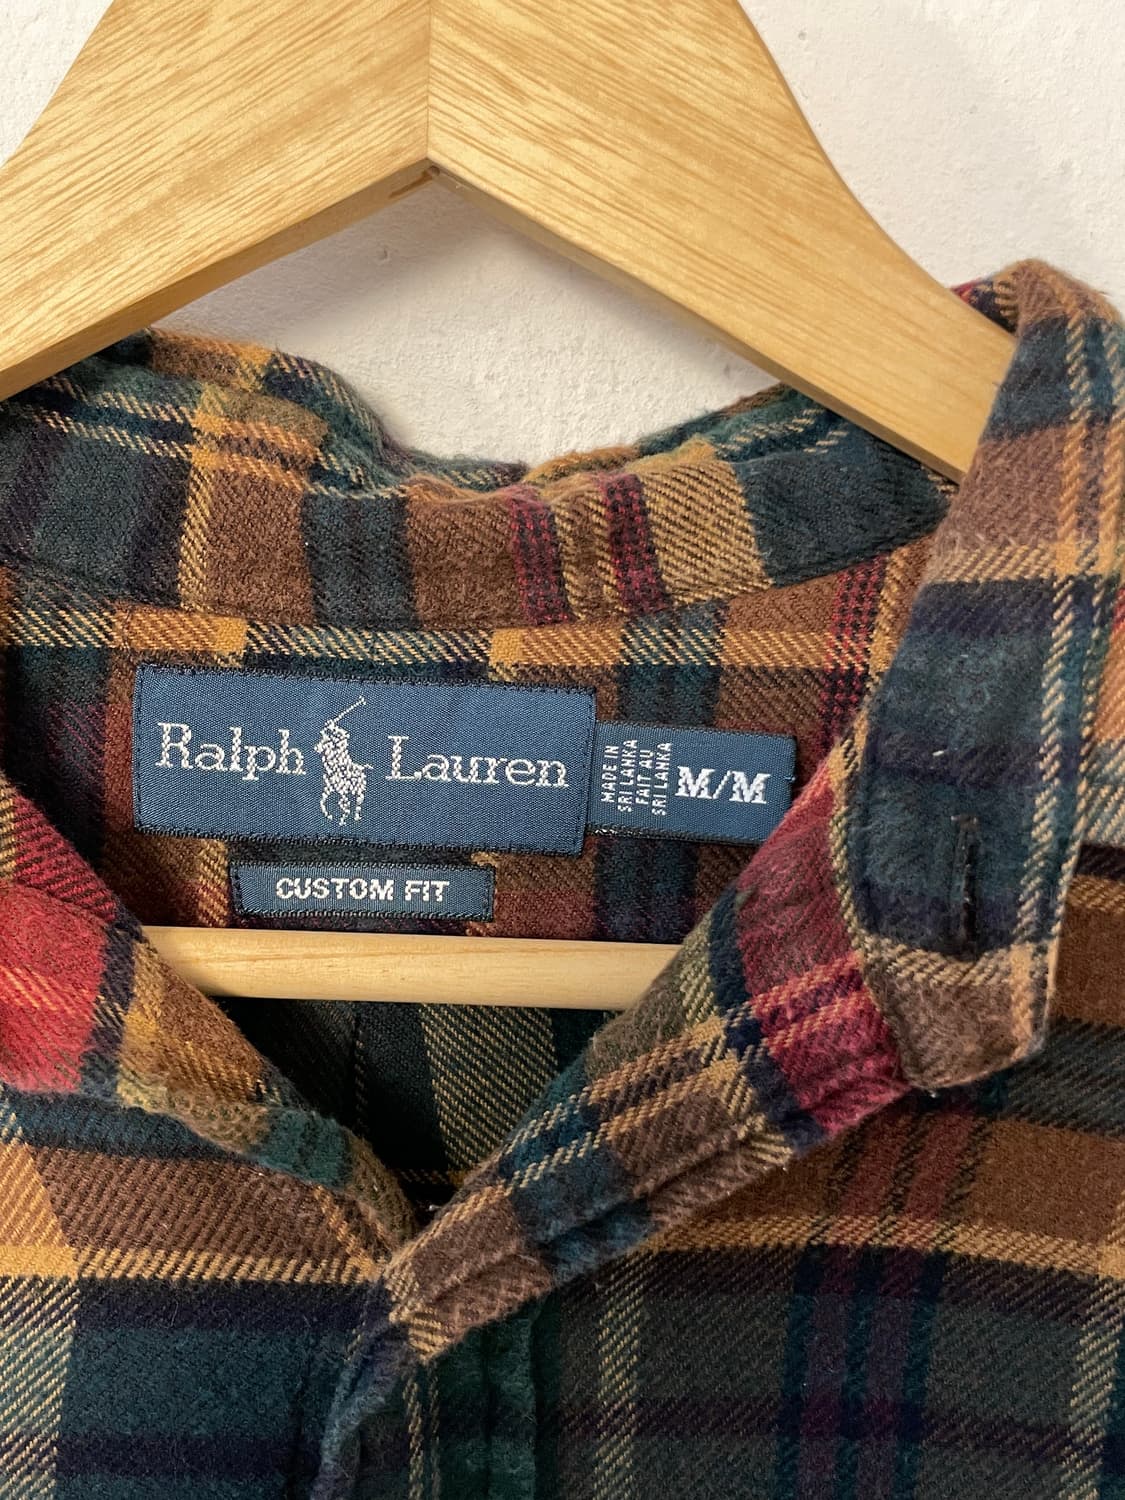 Ralph Lauren
MADE IN
SRI LANKA
FAIT AU
SRI LANKA
M/M
CUSTOM FIT